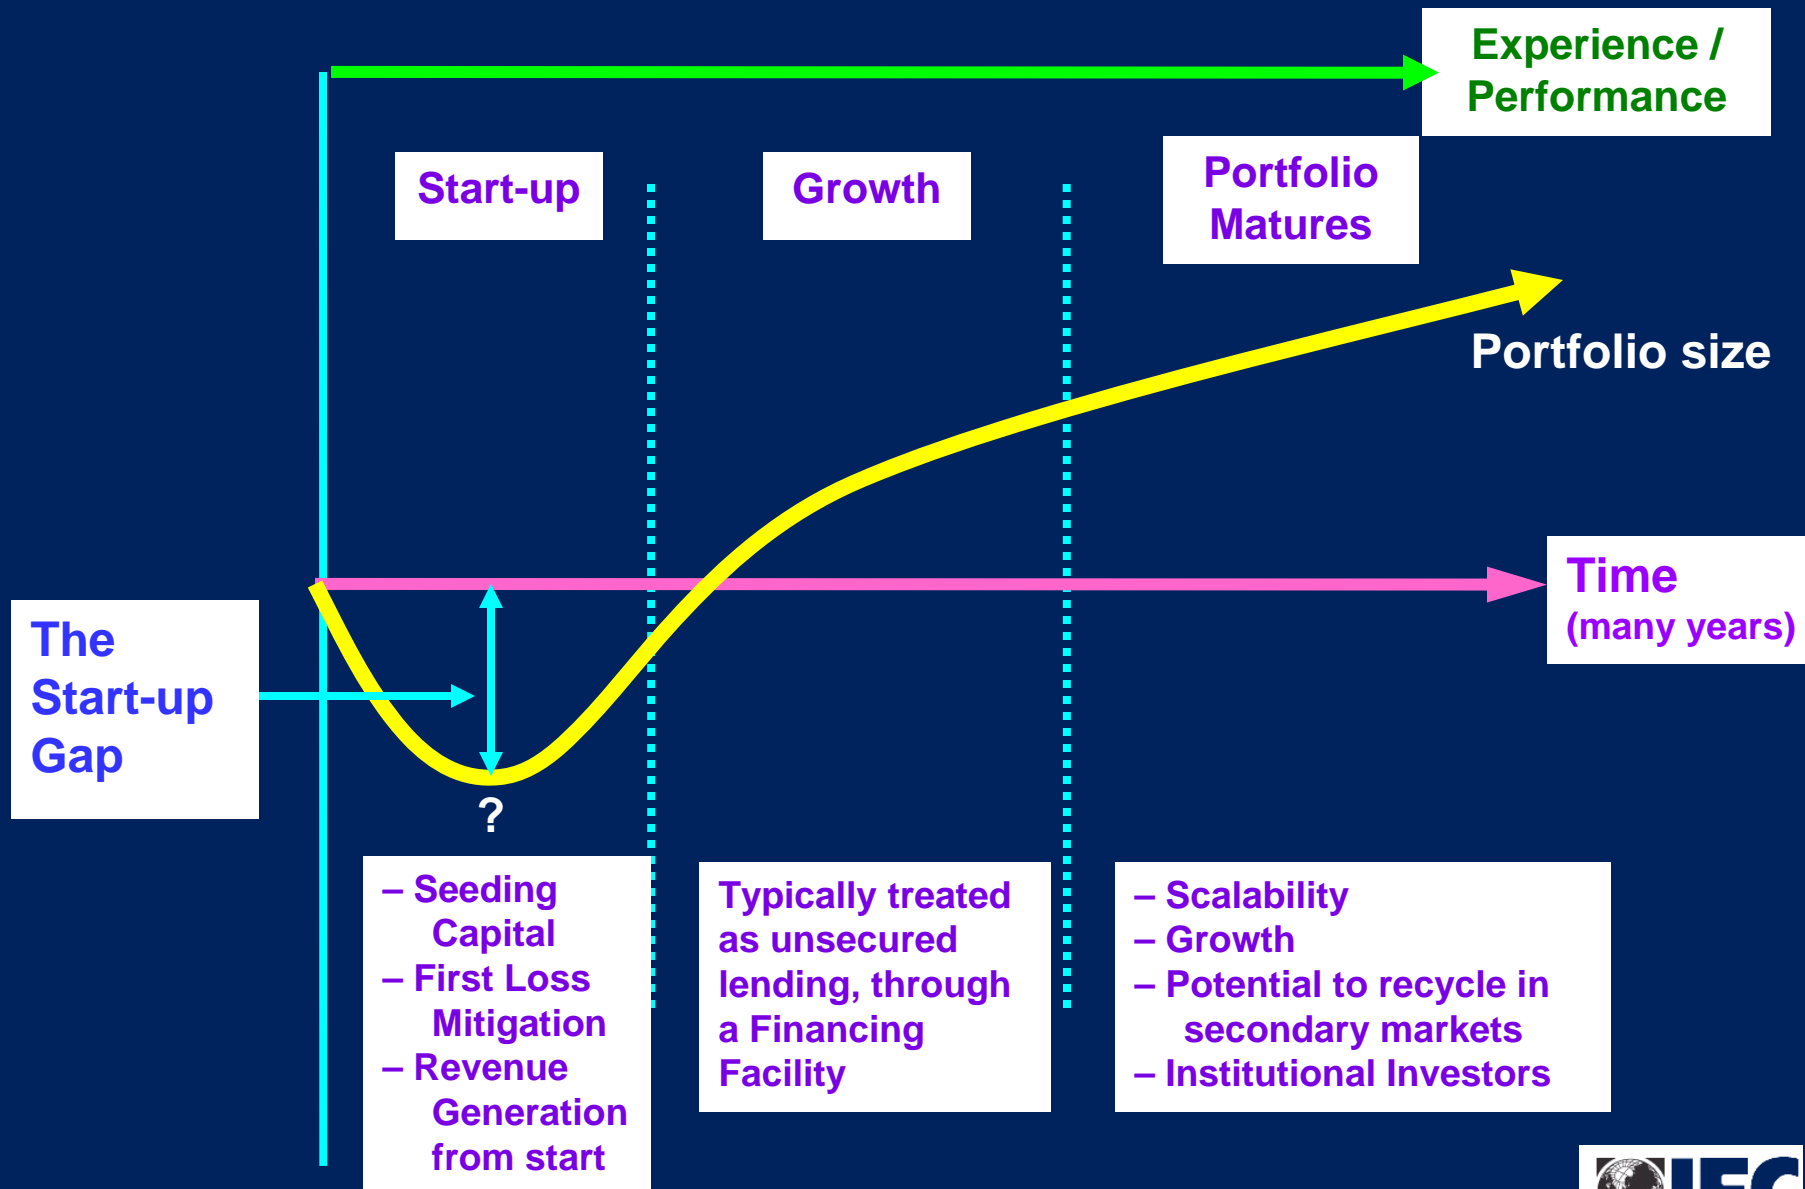 Experience /
Performance
Start-up
Growth
Portfolio
Matures
Portfolio size
Time
(many years)
The
Start-up
Gap
?
– Seeding
Capital
– First Loss
Mitigation
– Revenue
Generation
from start
Typically treated
as unsecured
lending, through
a Financing
Facility
– Scalability
– Growth
– Potential to recycle in
secondary markets
– Institutional Investors
IFC